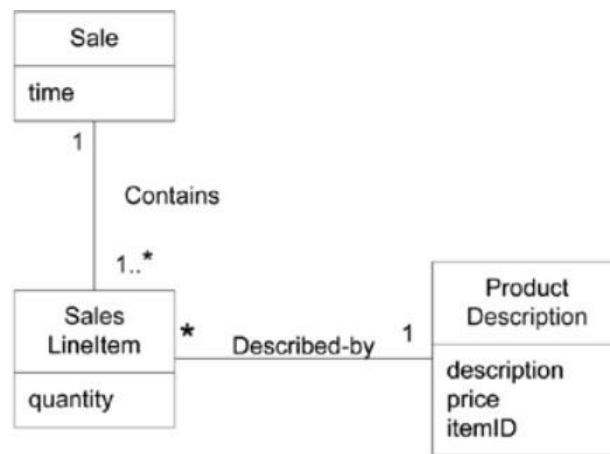 Sale
time
1
Contains
1..*
Sales
LineItem
quantity
*
Described-by
1
Product
Description
description
price
itemID